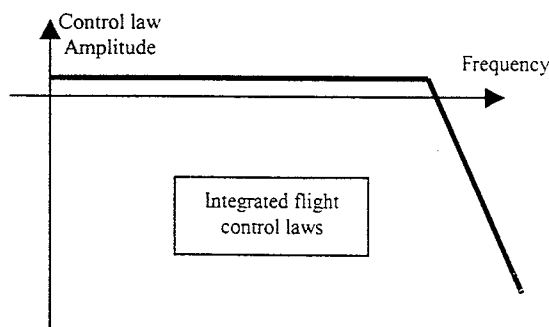 Control law
Amplitude
Frequency
Integrated flight
control laws